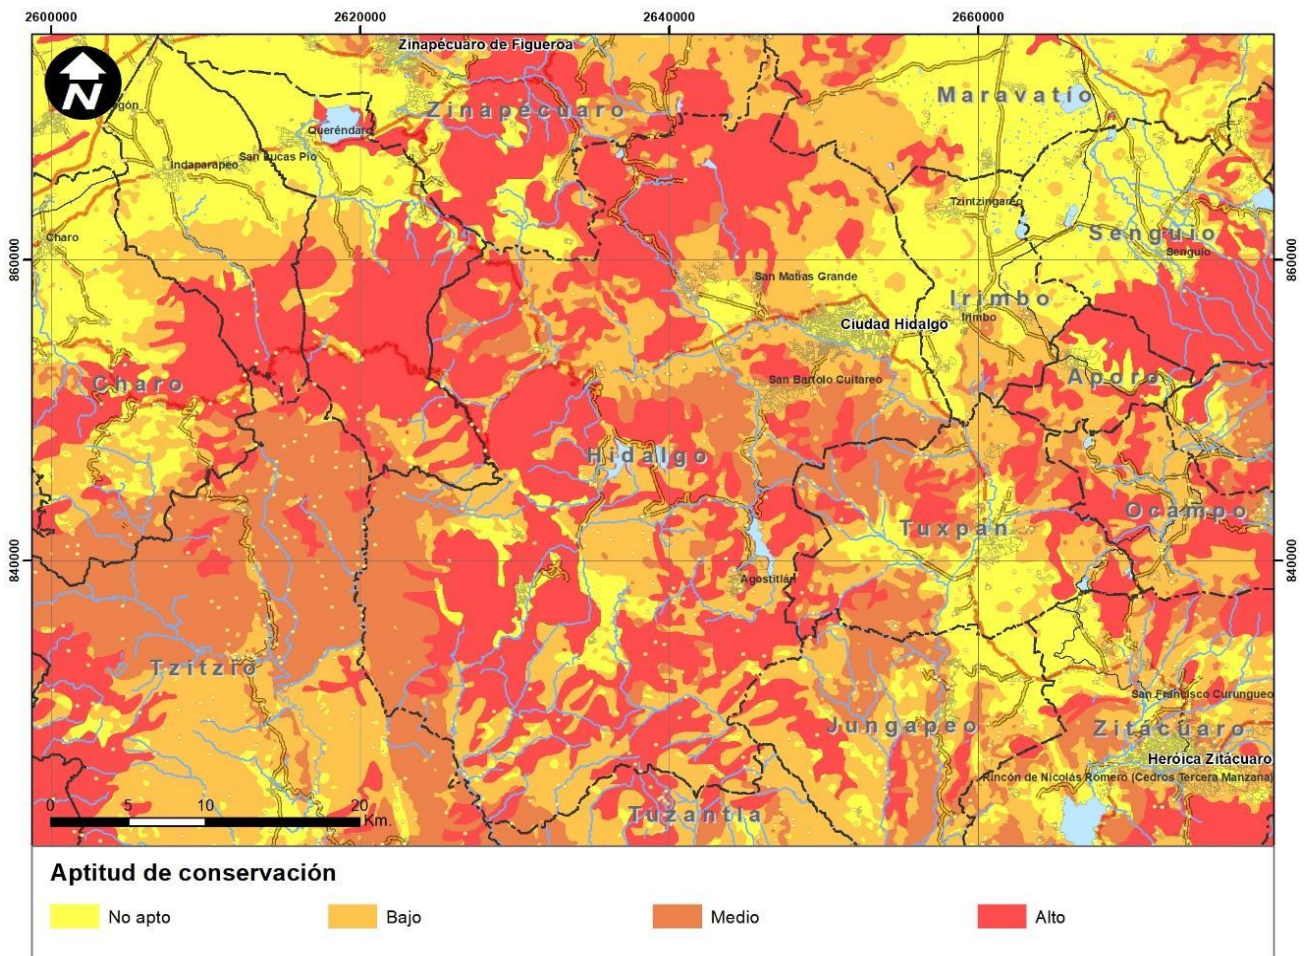 2600000
2620000
2640000
2660000
Zinapécuaro de Figueroa
N
Maravatío
Zinapécuaro
Queréndaro
San Lucas Pío
Indaparapeo
Tzintzingareo
Charo
Senguio
Senguio
860000
860000
San Matías Grande
Irimbo
Irimbo
Ciudad Hidalgo
Charo
San Bartolo Cuitareo
Aporo
Hidalgo
Ocampo
Tuxpan
840000
840000
Agostitlán
Tzitzio
San Francisco Curungueo
Jungapeo
Zitácuaro
Heróica Zitácuaro
Rincón de Nicolás Romero (Cedros Tercera Manzana)
0 5 10 20
Km.
Tuzantla
Aptitud de conservación
No apto
Bajo
Medio
Alto